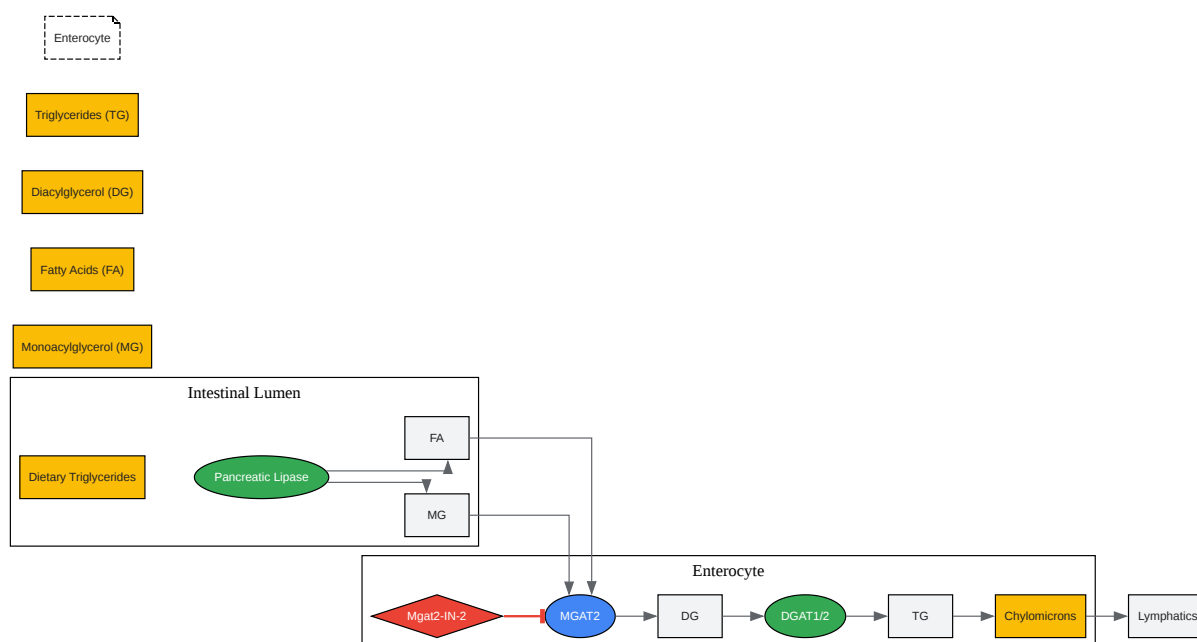 Enterocyte
Triglycerides (TG)
Diacylglycerol (DG)
Fatty Acids (FA)
Monoacylglycerol (MG)
Intestinal Lumen
FA
Dietary Triglycerides
Pancreatic Lipase
MG
Enterocyte
Mgat2-IN-2
MGAT2
DG
DGAT1/2
TG
Chylomicrons
Lymphatics